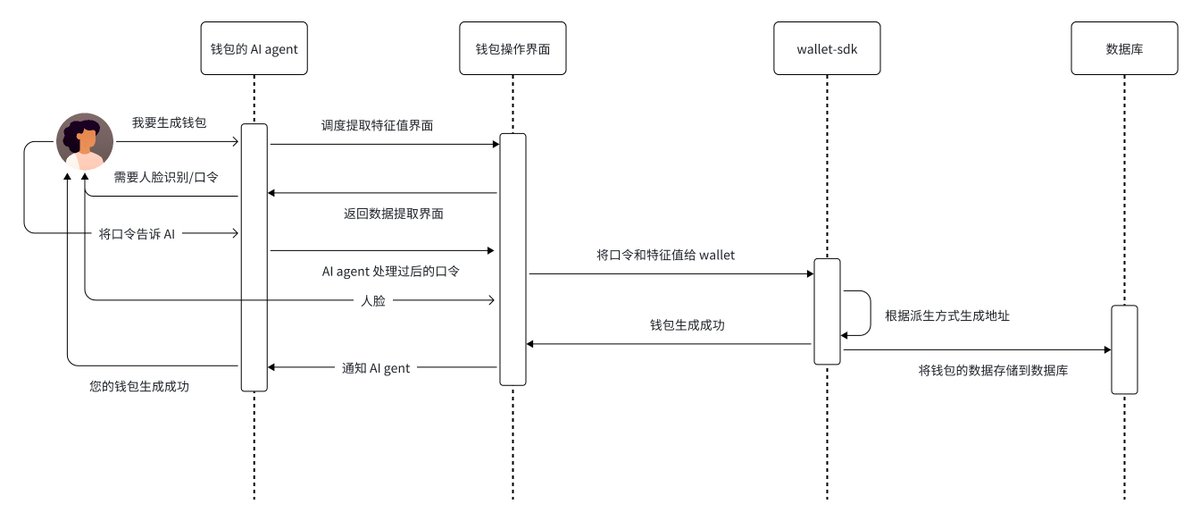 钱包的 AI agent
钱包操作界面
wallet-sdk
数据库
我要生成钱包
调度提取特征值界面
需要人脸识别/口令
返回数据提取界面
将口令告诉 AI
将口令和特征值给 wallet
AI agent 处理过后的口令
人脸
根据派生方式生成地址
钱包生成成功
通知 AI gent
将钱包的数据存储到数据库
您的钱包生成成功